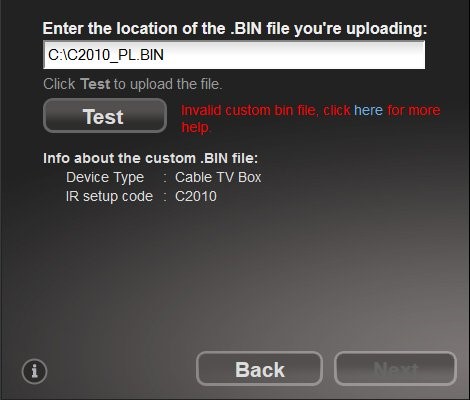 Enter the location of the .BIN file you're uploading:
C:\C2010_PL.BIN
Click Test to upload the file.
Test
Invalid custom bin file, click here for more
help.
Info about the custom .BIN file:
Device Type : Cable TV Box
IR setup code : C2010
i
Back
Next